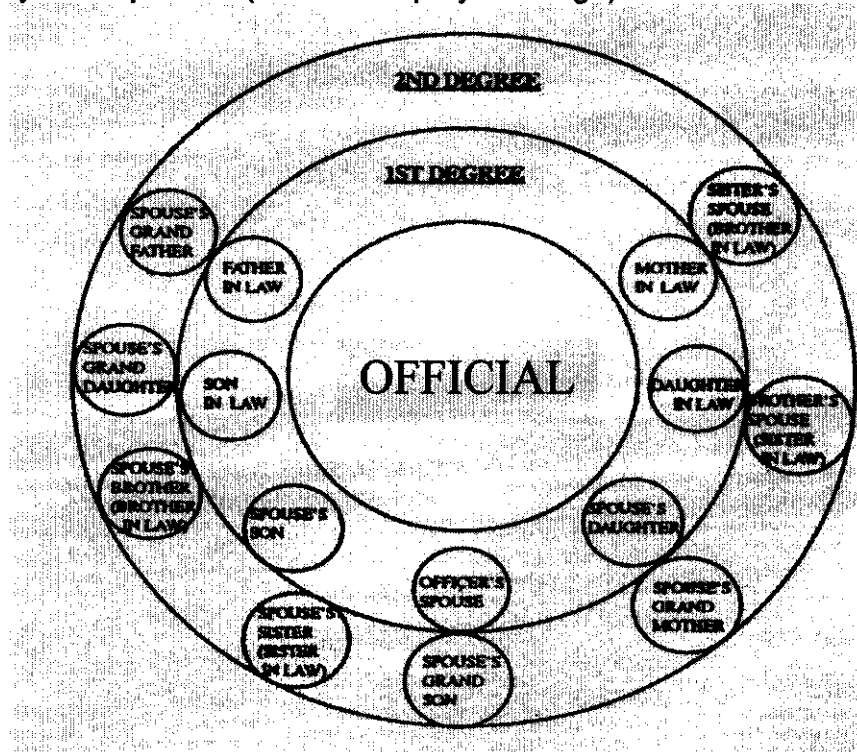 2ND DEGREE
1ST DEGREE
SPOUSE'S
GRAND
FATHER
FATHER
IN LAW
MOTHER
IN LAW
SISTER'S
SPOUSE
(BROTHER
IN LAW)
SPOUSE'S
GRAND
DAUGHTER
SON
IN LAW
OFFICIAL
DAUGHTER
IN LAW
BROTHER'S
SPOUSE
(SISTER
IN LAW)
SPOUSE'S
BROTHER
(BROTHER
IN LAW)
SPOUSE'S
SON
SPOUSE'S
DAUGHTER
OFFICER'S
SPOUSE
SPOUSE'S
SISTER
(SISTER
IN LAW)
SPOUSE'S
GRAND
SON
SPOUSE'S
GRAND
MOTHER